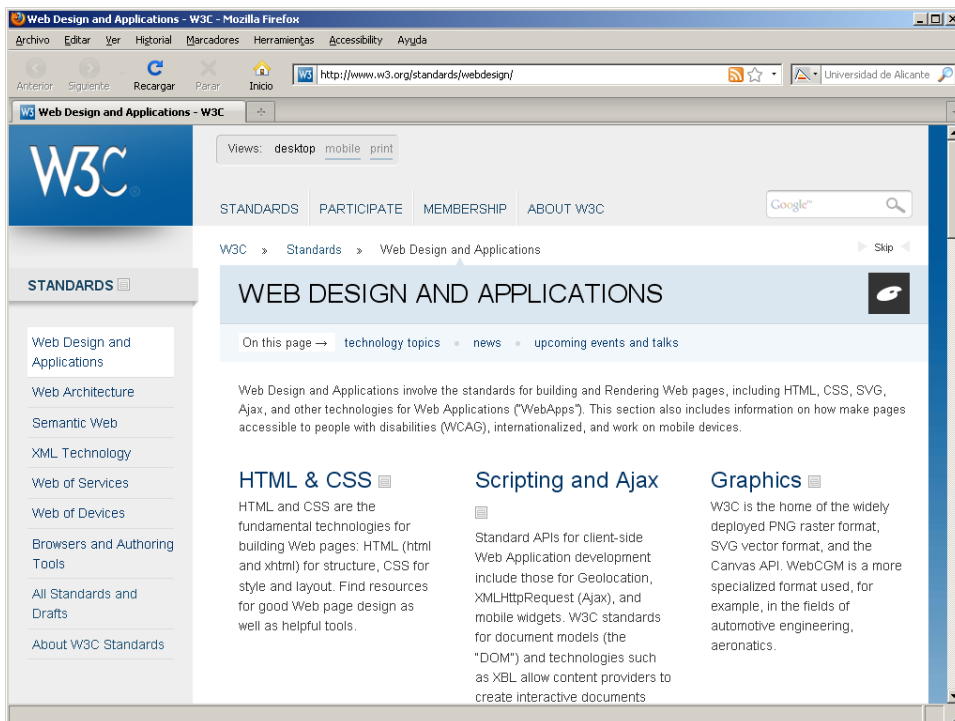 Web Design and Applications - W3C - Mozilla Firefox
Archivo Editar Ver Historial Marcadores Herramientas Accessibility Ayuda
Anterior Siguiente Recargar Parar Inicio
W3 http://www.w3.org/standards/webdesign/
Universidad de Alicante
W3 Web Design and Applications - W3C
W3C
Views: desktop mobile print
STANDARDS PARTICIPATE MEMBERSHIP ABOUT W3C
Google™
W3C » Standards » Web Design and Applications
Skip
STANDARDS
Web Design and
Applications
Web Architecture
Semantic Web
XML Technology
Web of Services
Web of Devices
Browsers and Authoring
Tools
All Standards and
Drafts
About W3C Standards
WEB DESIGN AND APPLICATIONS
On this page → technology topics • news • upcoming events and talks
Web Design and Applications involve the standards for building and Rendering Web pages, including HTML, CSS, SVG,
Ajax, and other technologies for Web Applications ("WebApps"). This section also includes information on how make pages
accessible to people with disabilities (WCAG), internationalized, and work on mobile devices.
HTML & CSS
HTML and CSS are the
fundamental technologies for
building Web pages: HTML (html
and xhtml) for structure, CSS for
style and layout. Find resources
for good Web page design as
well as helpful tools.
Scripting and Ajax
Standard APIs for client-side
Web Application development
include those for Geolocation,
XMLHttpRequest (Ajax), and
mobile widgets. W3C standards
for document models (the
"DOM") and technologies such
as XBL allow content providers to
create interactive documents
Graphics
W3C is the home of the widely
deployed PNG raster format,
SVG vector format, and the
Canvas API. WebCGM is a more
specialized format used, for
example, in the fields of
automotive engineering,
aeronatics.